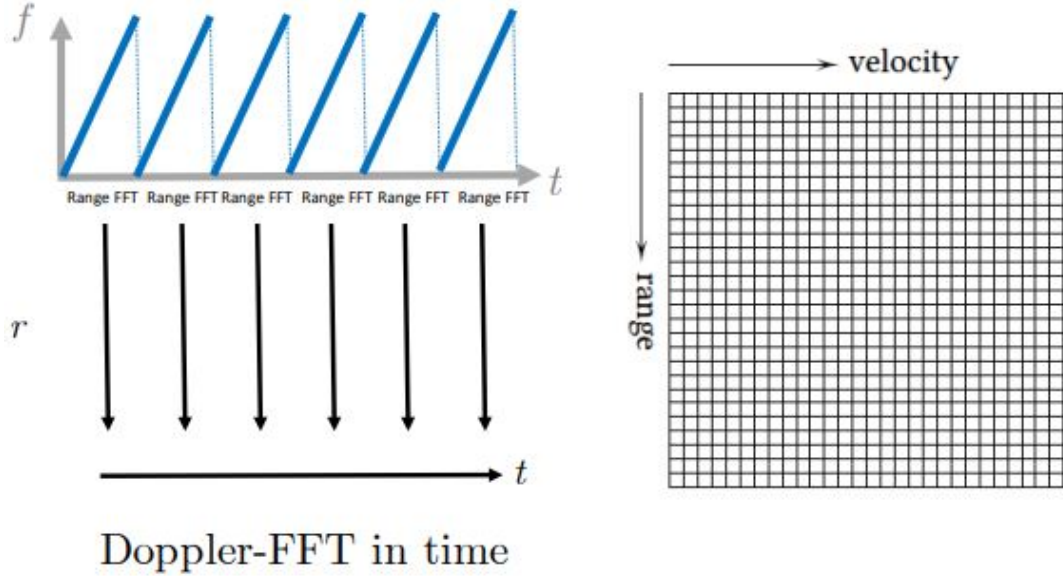 f
t
Range FFT Range FFT Range FFT Range FFT Range FFT Range FFT
r
t
Doppler-FFT in time
velocity
range